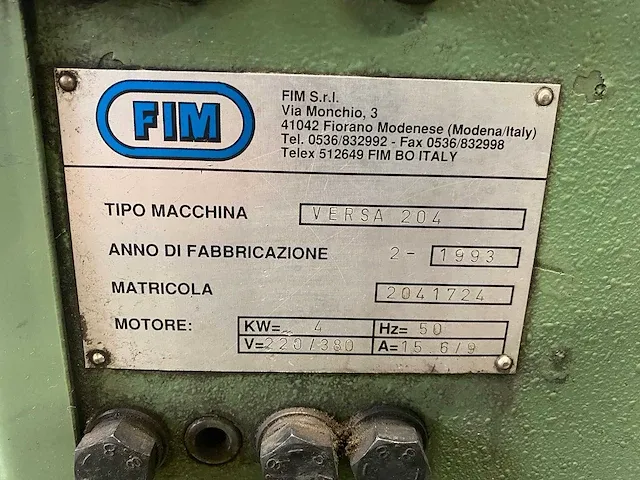 FIM
FIM S.r.l.
Via Monchio, 3
41042 Fiorano Modenese (Modena/Italy)
Tel. 0536/832992 - Fax 0536/832998
Telex 512649 FIM BO ITALY
TIPO MACCHINA VERSA 204
ANNO DI FABBRICAZIONE 2- 1993
MATRICOLA 2041724
MOTORE: KW= 4 Hz= 50
V=220/380 A=15.6/9
8.8